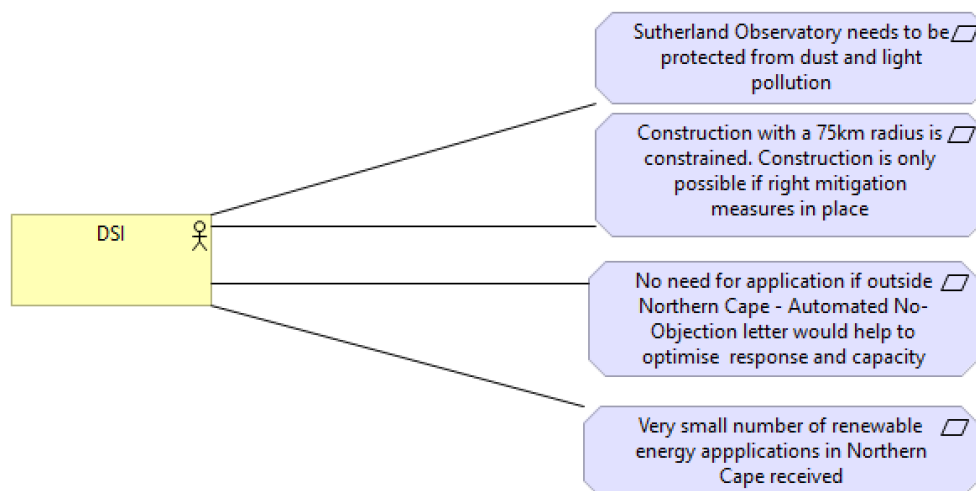 Sutherland Observatory needs to be
protected from dust and light
pollution
Construction with a 75km radius is
constrained. Construction is only
possible if right mitigation
measures in place
DSI
No need for application if outside
Northern Cape - Automated No-
Objection letter would help to
optimise response and capacity
Very small number of renewable
energy appplications in Northern
Cape received